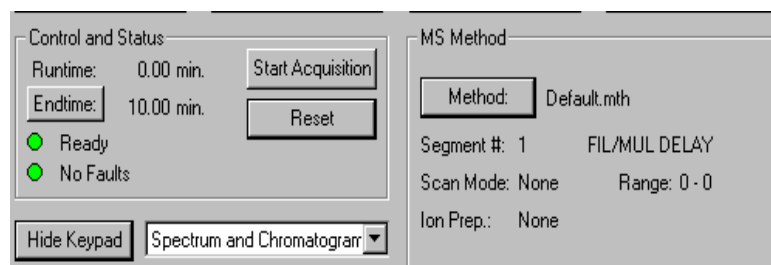 Control and Status
Runtime: 0.00 min. Start Acquisition
Endtime: 10.00 min. Reset
Ready
No Faults
Hide Keypad Spectrum and Chromatogram
MS Method
Method: Default.mth
Segment #: 1 FIL/MUL DELAY
Scan Mode: None Range: 0 - 0
Ion Prep.: None